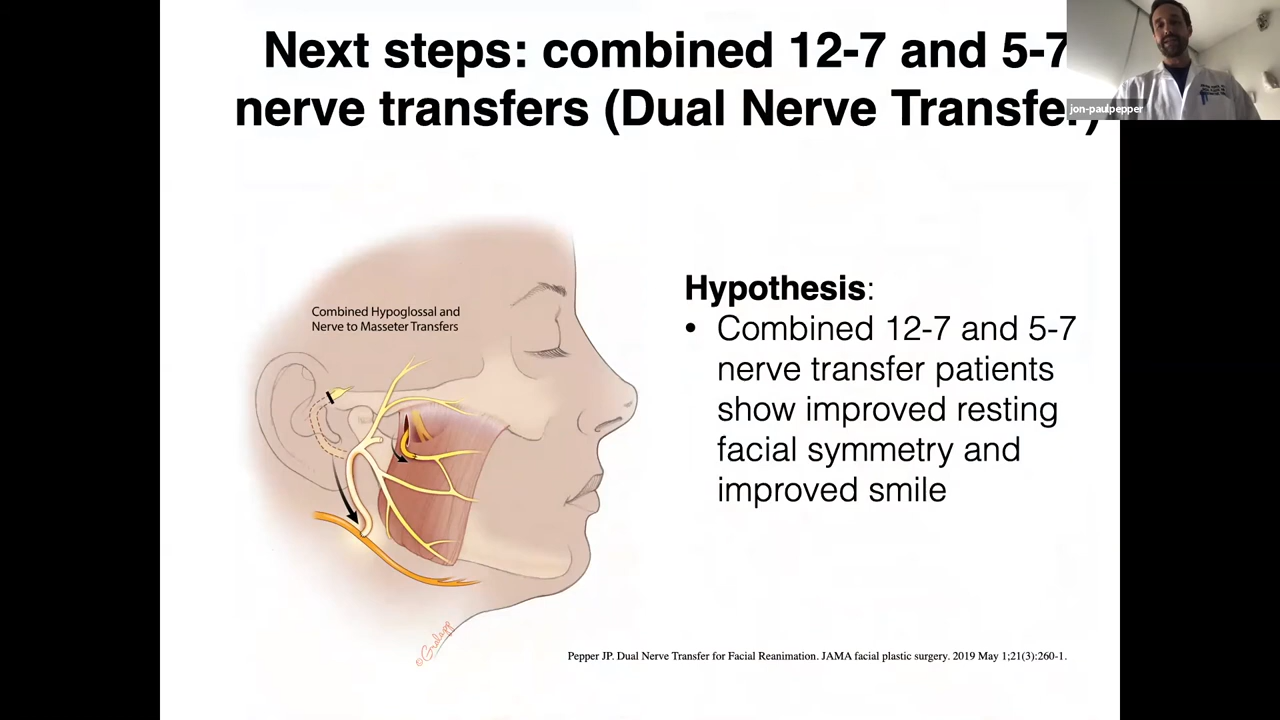 Next steps: combined 12-7 and 5-7
nerve transfers (Dual Nerve Transfer)
jon-paulpepper
Combined Hypoglossal and
Nerve to Masseter Transfers
Hypothesis:
• Combined 12-7 and 5-7
nerve transfer patients
show improved resting
facial symmetry and
improved smile
©Gralapp
Pepper JP. Dual Nerve Transfer for Facial Reanimation. JAMA facial plastic surgery. 2019 May 1;21(3):260-1.